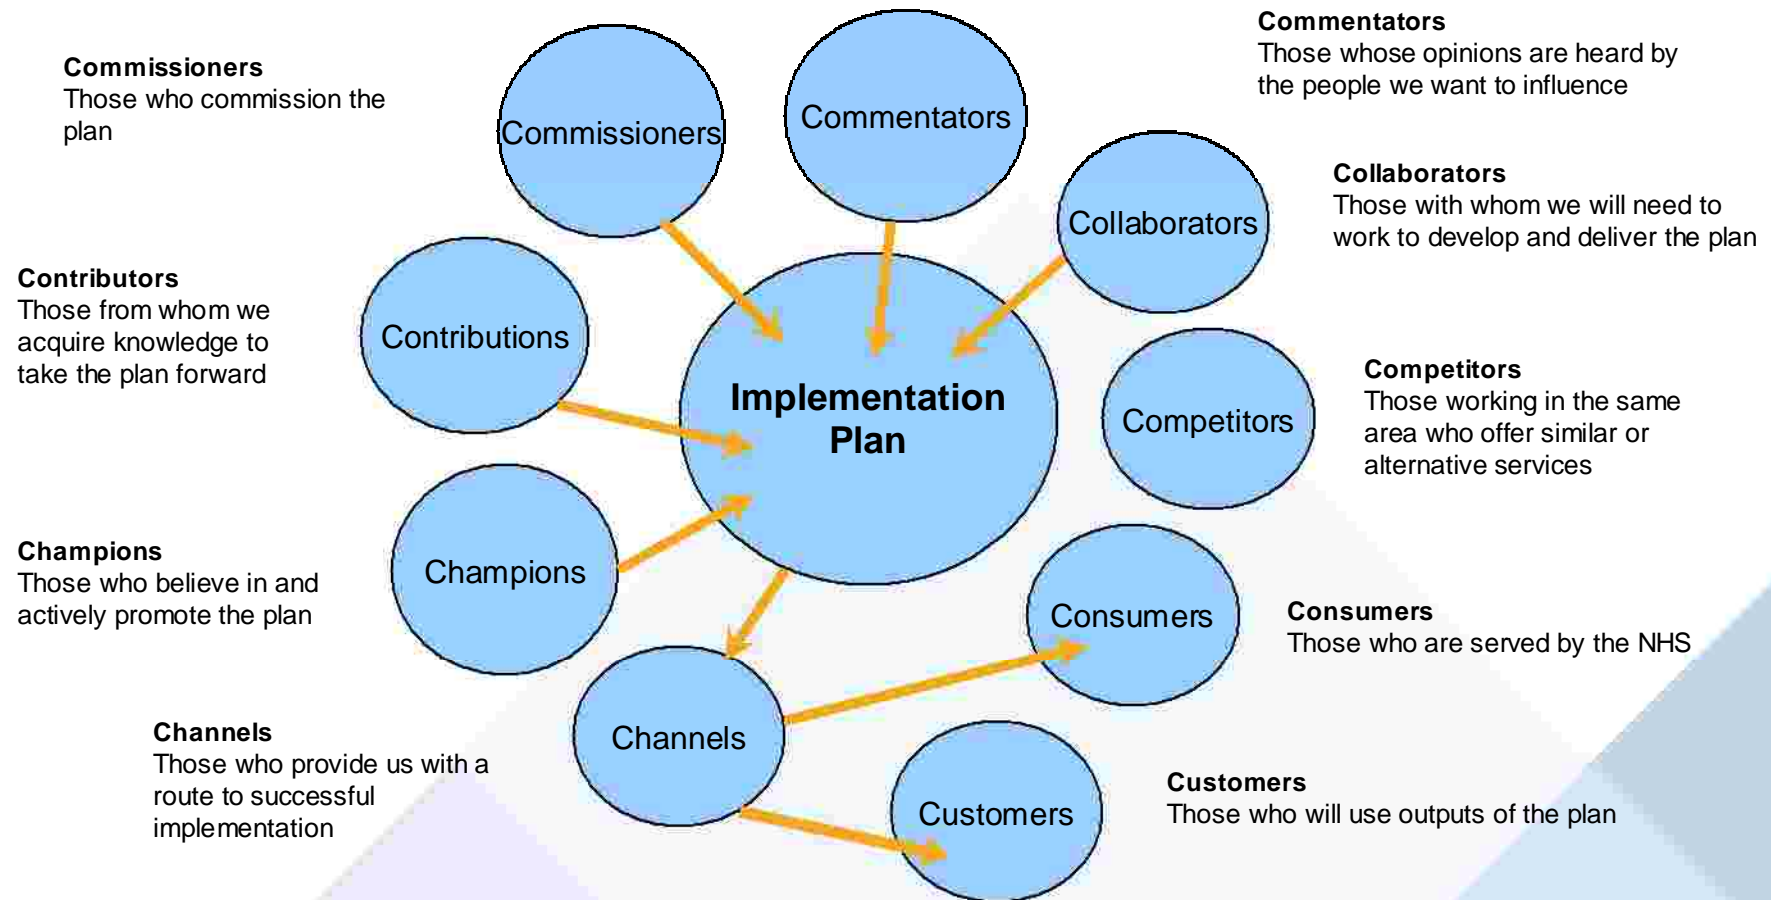 Commissioners
Those who commission the
plan
Contributors
Those from whom we
acquire knowledge to
take the plan forward
Champions
Those who believe in and
actively promote the plan
Channels
Those who provide us with a
route to successful
implementation
Commissioners
Commentators
Collaborators
Contributions
Competitors
Implementation
Plan
Champions
Consumers
Channels
Customers
Commentators
Those whose opinions are heard by
the people we want to influence
Collaborators
Those with whom we will need to
work to develop and deliver the plan
Competitors
Those working in the same
area who offer similar or
alternative services
Consumers
Those who are served by the NHS
Customers
Those who will use outputs of the plan